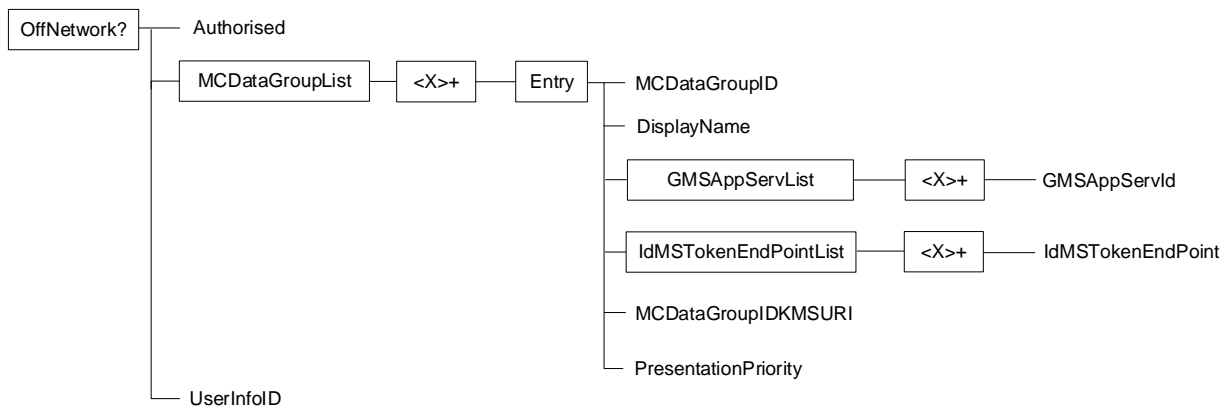 OffNetwork?
Authorised
MCDataGroupList
<X>+
Entry
MCDataGroupID
DisplayName
GMSAppServList
<X>+
GMSAppServId
IdMSTokenEndPointList
<X>+
IdMSTokenEndPoint
MCDataGroupIDKMSURI
PresentationPriority
UserInfoID